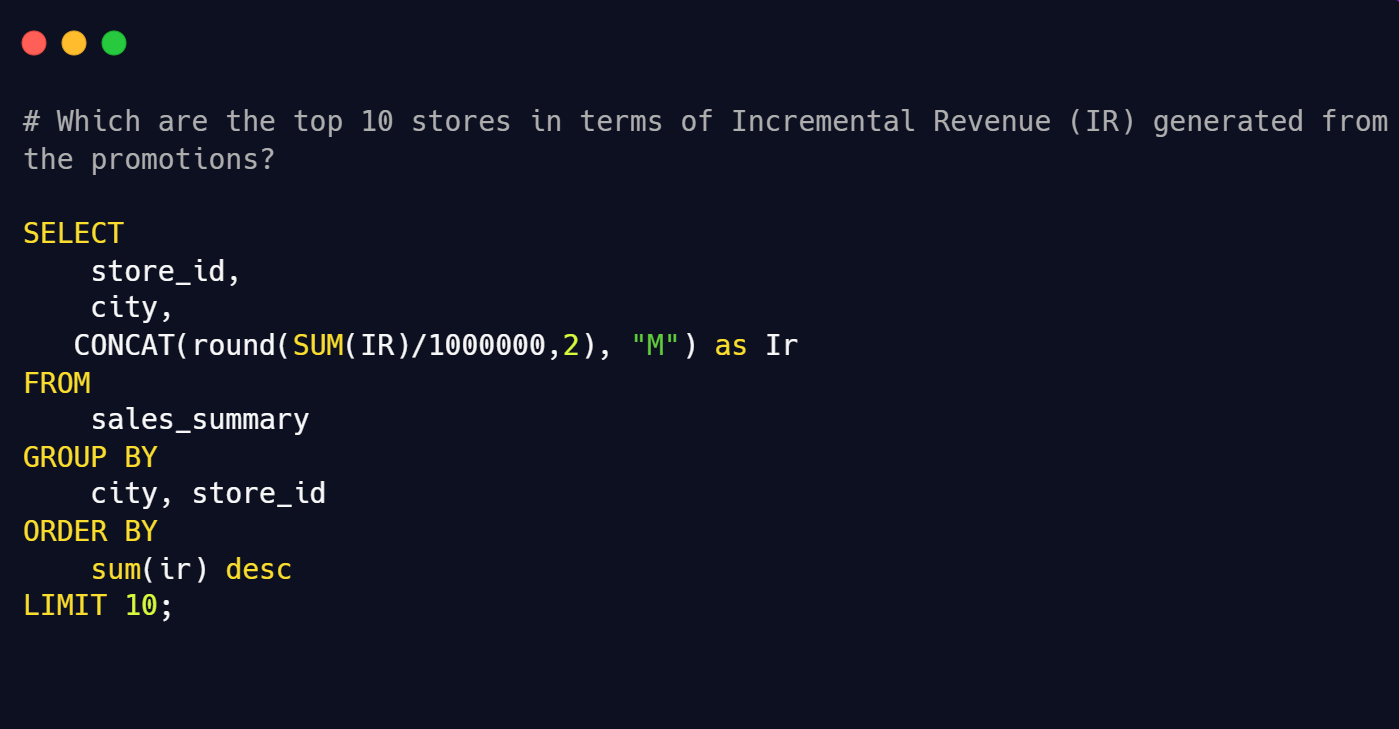 # Which are the top 10 stores in terms of Incremental Revenue (IR) generated from
the promotions?
SELECT
    store_id,
    city,
   CONCAT(round(SUM(IR)/1000000,2), "M") as Ir
FROM
    sales_summary
GROUP BY
    city, store_id
ORDER BY
    sum(ir) desc
LIMIT 10;